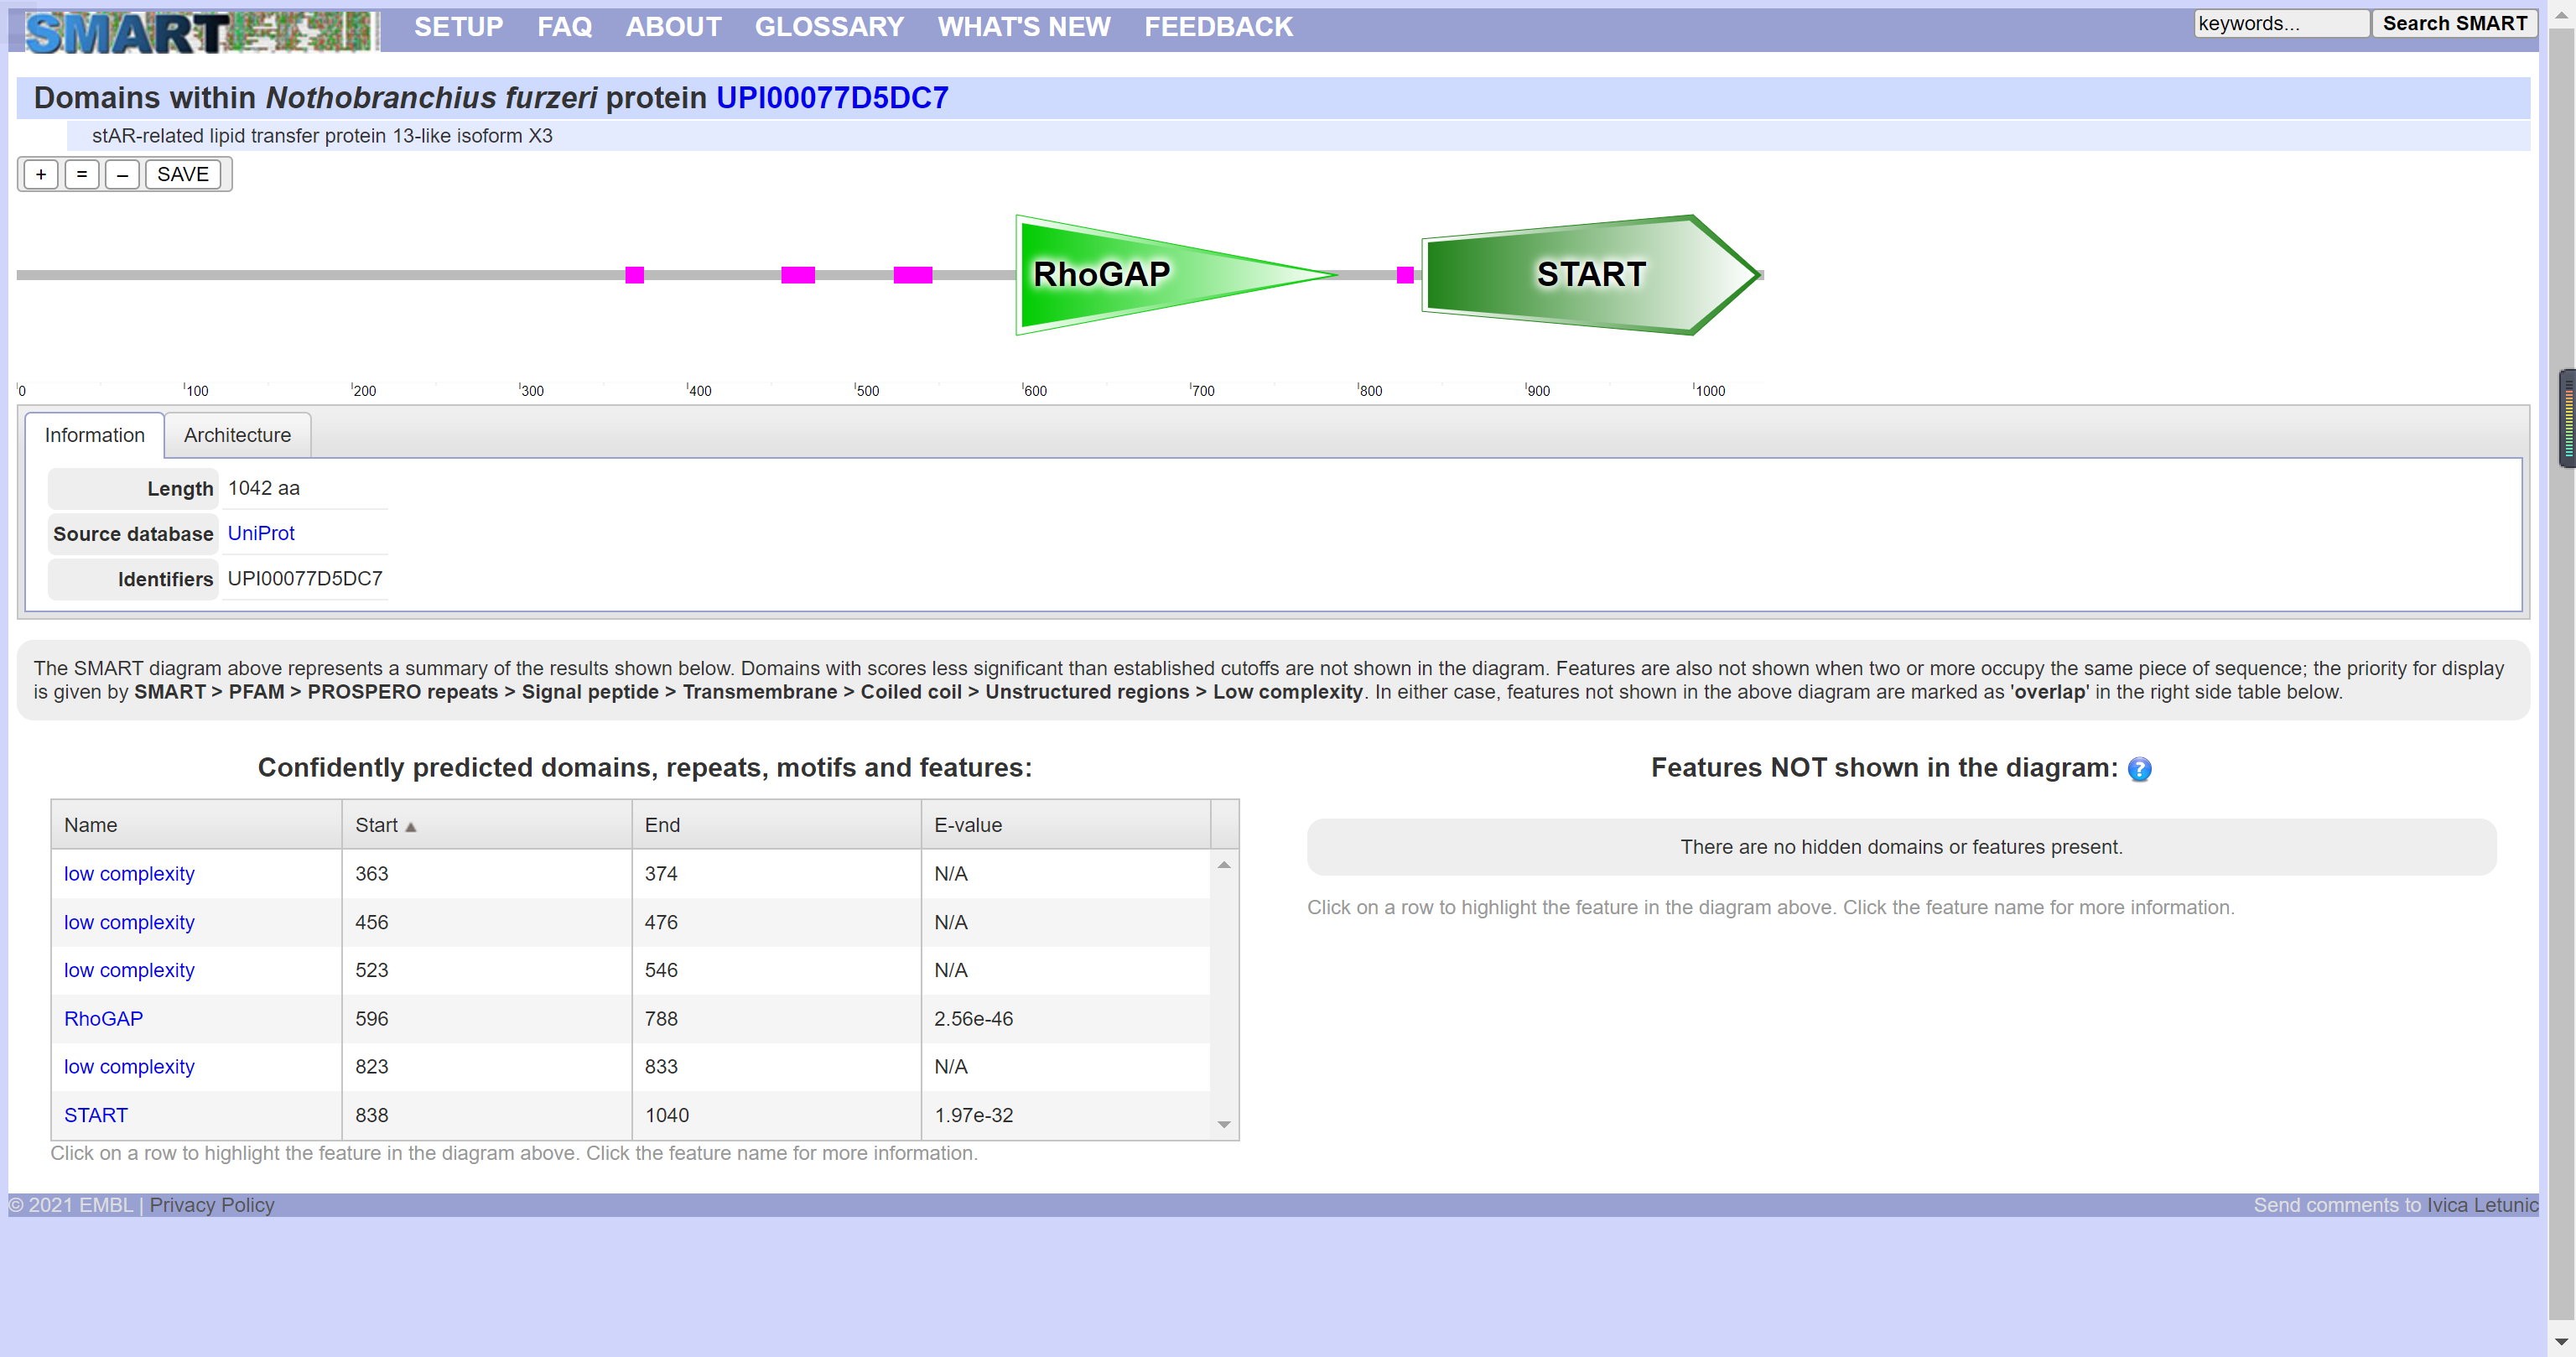 SMART SETUP FAQ ABOUT GLOSSARY WHAT'S NEW FEEDBACK keywords... Search SMART
Domains within Nothobranchius furzeri protein UPI00077D5DC7
stAR-related lipid transfer protein 13-like isoform X3
+ = – SAVE
RhoGAP START
0 100 200 300 400 500 600 700 800 900 1000
Information Architecture
Length 1042 aa
Source database UniProt
Identifiers UPI00077D5DC7
The SMART diagram above represents a summary of the results shown below. Domains with scores less significant than established cutoffs are not shown in the diagram. Features are also not shown when two or more occupy the same piece of sequence; the priority for display
is given by SMART > PFAM > PROSPERO repeats > Signal peptide > Transmembrane > Coiled coil > Unstructured regions > Low complexity. In either case, features not shown in the above diagram are marked as 'overlap' in the right side table below.
Confidently predicted domains, repeats, motifs and features:
Name Start End E-value
low complexity 363 374 N/A
low complexity 456 476 N/A
low complexity 523 546 N/A
RhoGAP 596 788 2.56e-46
low complexity 823 833 N/A
START 838 1040 1.97e-32
Click on a row to highlight the feature in the diagram above. Click the feature name for more information.
Features NOT shown in the diagram: ?
There are no hidden domains or features present.
Click on a row to highlight the feature in the diagram above. Click the feature name for more information.
© 2021 EMBL | Privacy Policy Send comments to Ivica Letunic